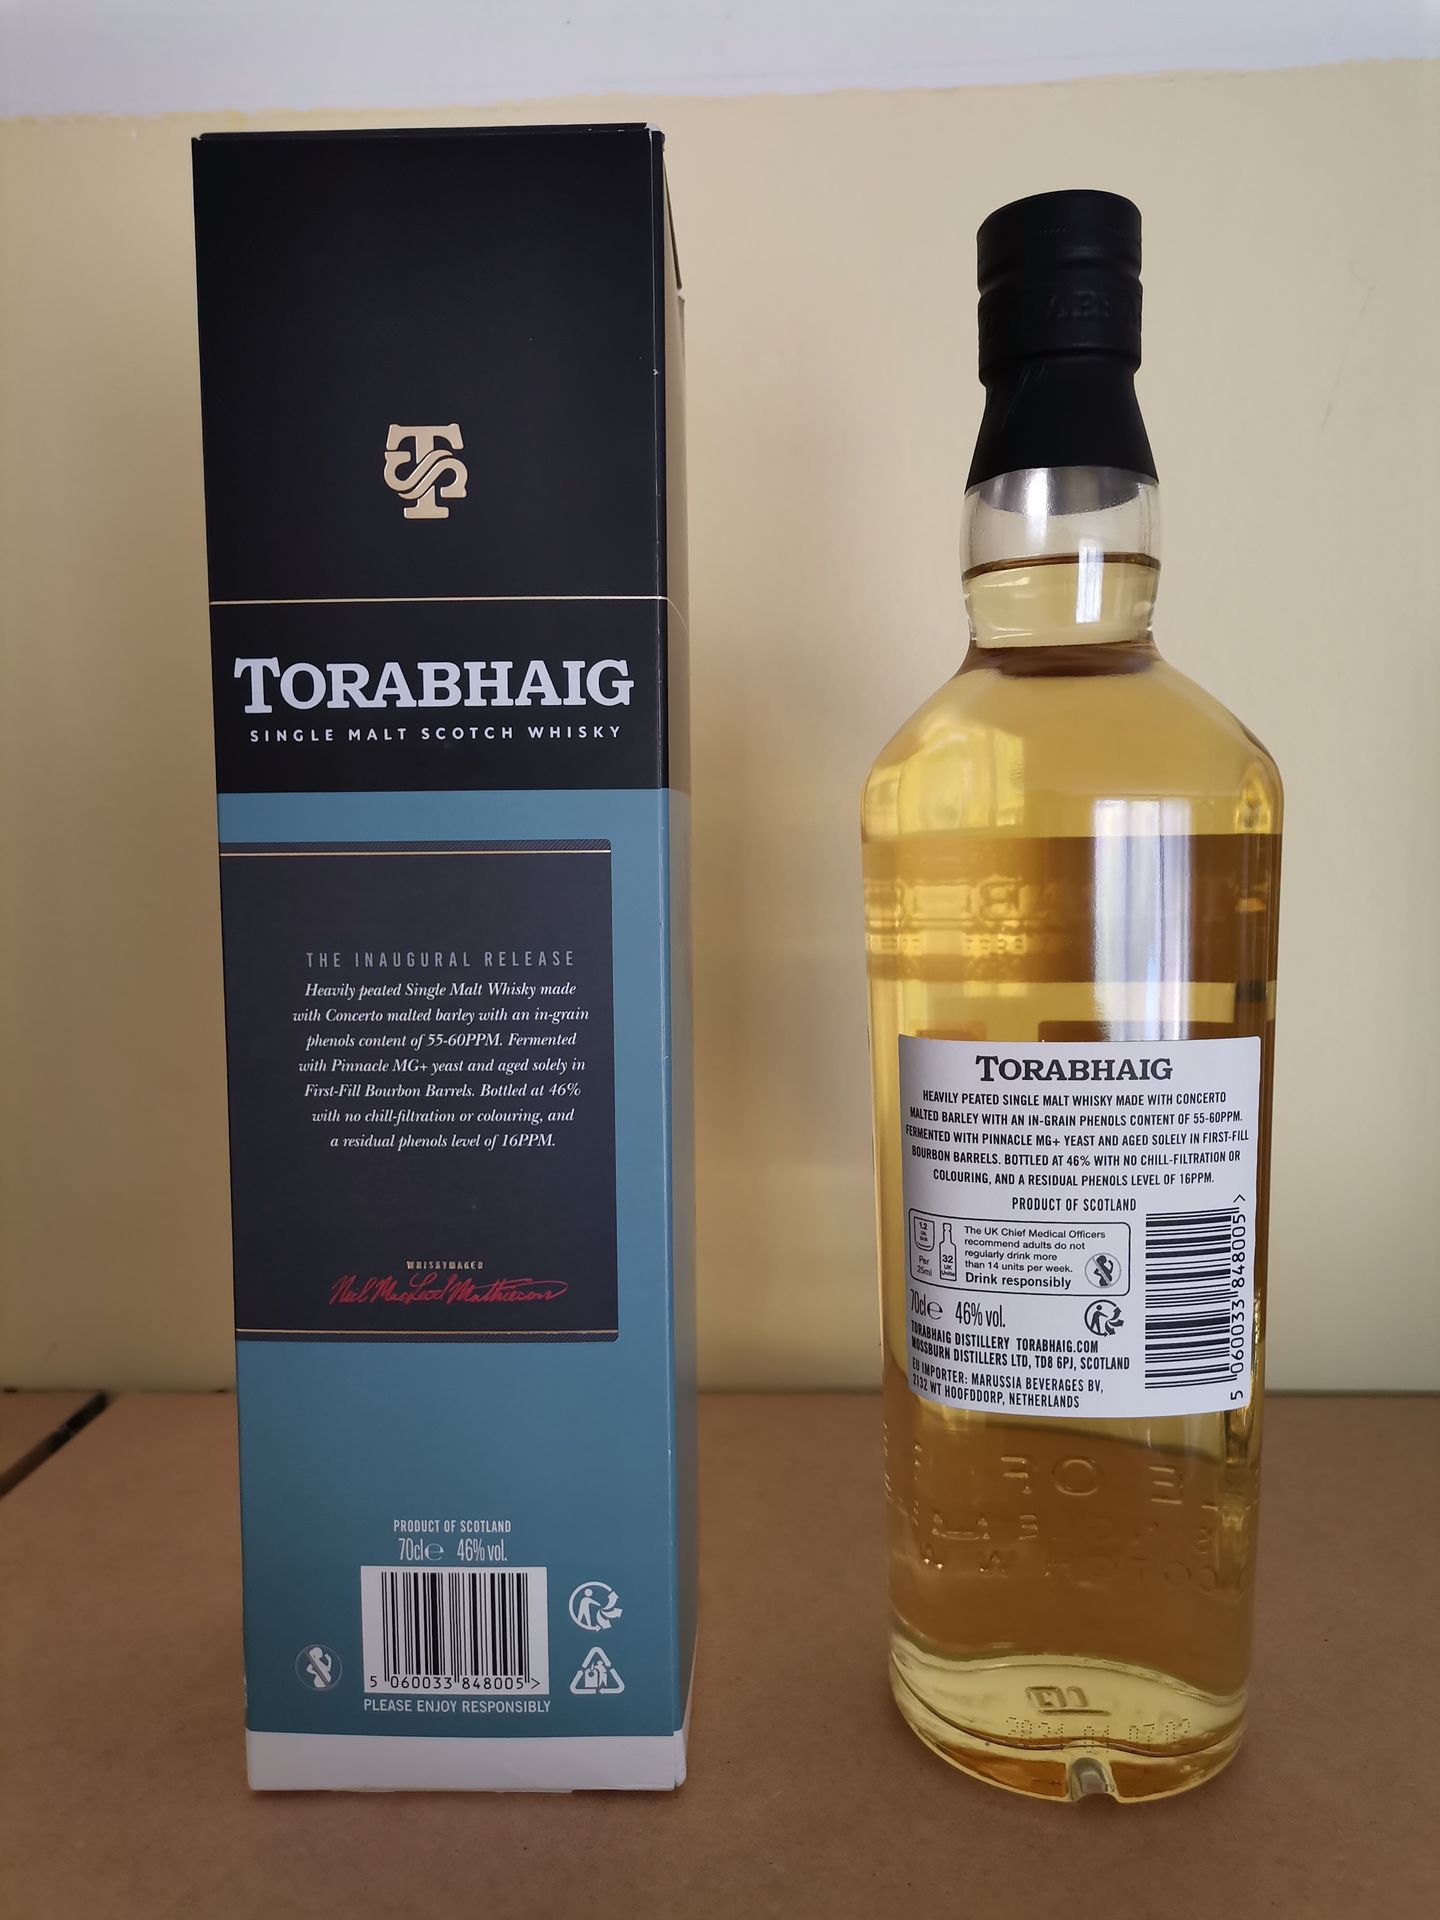 TS
TORABHAIG
SINGLE MALT SCOTCH WHISKY
THE INAUGURAL RELEASE
Heavily peated Single Malt Whisky made
with Concerto malted barley with an in-grain
phenols content of 55-60PPM. Fermented
with Pinnacle MG+ yeast and aged solely in
First-Fill Bourbon Barrels. Bottled at 46%
with no chill-filtration or colouring, and
a residual phenols level of 16PPM.
WHISKYMAKER
Neil MacLeod Mathieson
PRODUCT OF SCOTLAND
70cl e 46% vol.
5 060033 848005 >
PLEASE ENJOY RESPONSIBLY
TORABHAIG
HEAVILY PEATED SINGLE MALT WHISKY MADE WITH CONCERTO
MALTED BARLEY WITH AN IN-GRAIN PHENOLS CONTENT OF 55-60PPM.
FERMENTED WITH PINNACLE MG+ YEAST AND AGED SOLELY IN FIRST-FILL
BOURBON BARRELS. BOTTLED AT 46% WITH NO CHILL-FILTRATION OR
COLOURING, AND A RESIDUAL PHENOLS LEVEL OF 16PPM.
PRODUCT OF SCOTLAND
1.2
UK
Units
Per
25ml
32
UK
Units
The UK Chief Medical Officers
recommend adults do not
regularly drink more
than 14 units per week.
Drink responsibly
70cl e 46% vol.
TORABHAIG DISTILLERY TORABHAIG.COM
MOSSBURN DISTILLERS LTD, TD8 6PJ, SCOTLAND
EU IMPORTER: MARUSSIA BEVERAGES BV,
2132 WT HOOFDDORP, NETHERLANDS
5 060033 848005 >